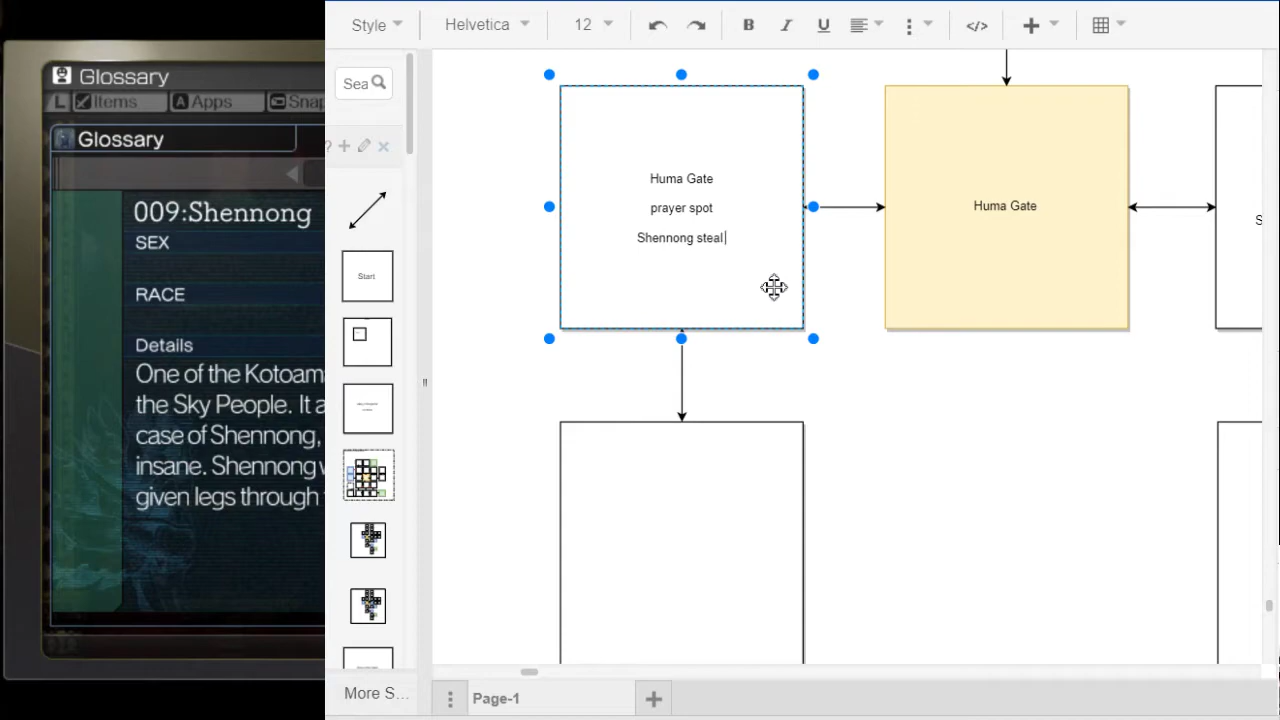 Glossary
L Items A Apps Snap
Glossary
009:Shennong
SEX
RACE
Details
One of the Kotoam
the Sky People. It a
case of Shennong,
insane. Shennong w
given legs through
Style Helvetica 12 B I U </>
Sea
Start
More S...
Huma Gate
prayer spot
Shennong steal
Huma Gate
S
Page-1